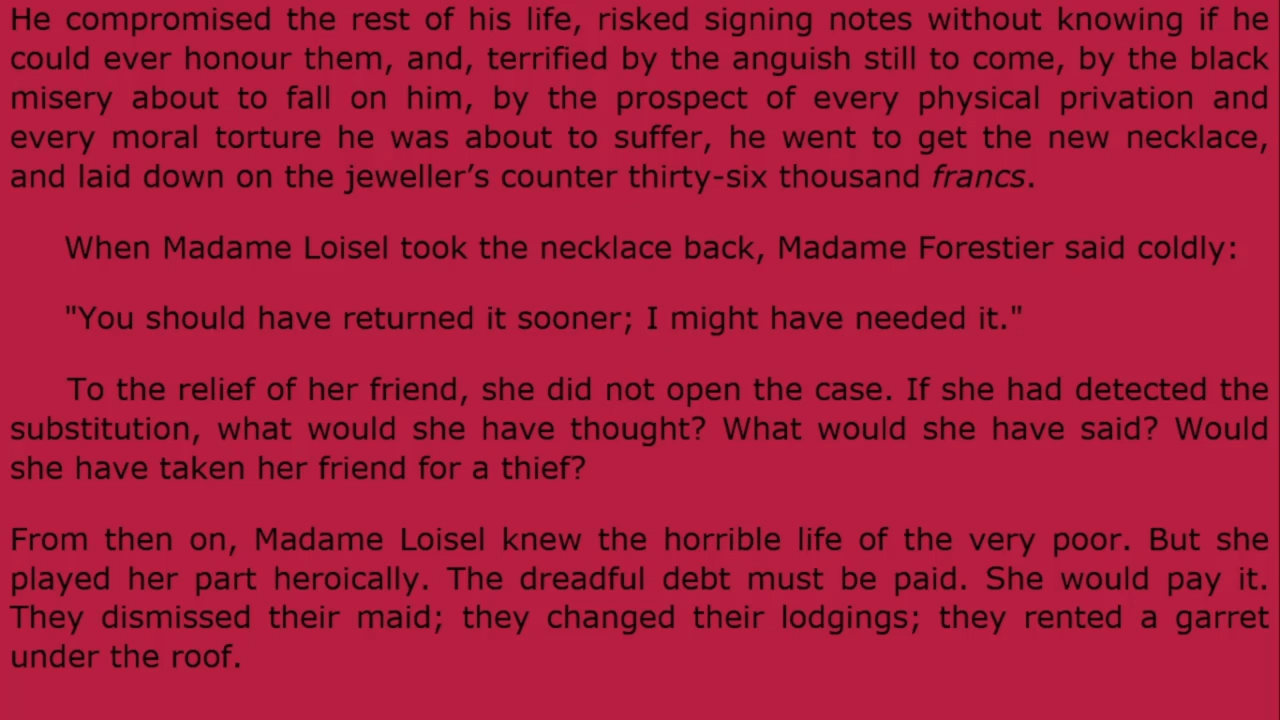 He compromised the rest of his life, risked signing notes without knowing if he
could ever honour them, and, terrified by the anguish still to come, by the black
misery about to fall on him, by the prospect of every physical privation and
every moral torture he was about to suffer, he went to get the new necklace,
and laid down on the jeweller’s counter thirty-six thousand francs.
When Madame Loisel took the necklace back, Madame Forestier said coldly:
"You should have returned it sooner; I might have needed it."
To the relief of her friend, she did not open the case. If she had detected the
substitution, what would she have thought? What would she have said? Would
she have taken her friend for a thief?
From then on, Madame Loisel knew the horrible life of the very poor. But she
played her part heroically. The dreadful debt must be paid. She would pay it.
They dismissed their maid; they changed their lodgings; they rented a garret
under the roof.